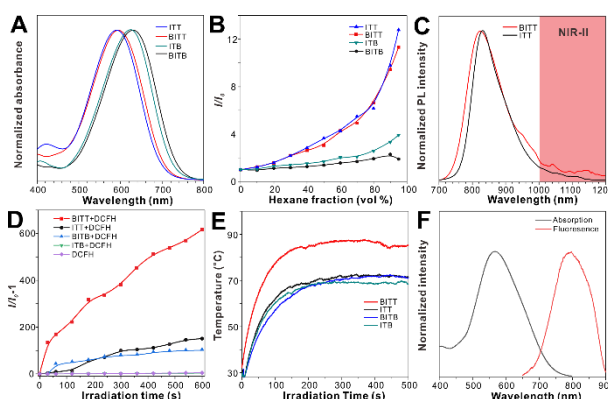 A
Normalized absorbance
ITT
BITT
ITB
BITB
400 500 600 700 800
Wavelength (nm)
B
I/I₀
12
8
4
0
ITT
BITT
ITB
BITB
0 20 40 60 80 100
Hexane fraction (vol %)
C
Normalized PL intensity
BITT
ITT
NIR-II
700 800 900 1000 1100 1200
Wavelength (nm)
D
I/I₀-1
600
400
200
0
BITT+DCFH
ITT+DCFH
BITB+DCFH
ITB+DCFH
DCFH
0 100 200 300 400 500 600
Irradiation time (s)
E
Temperature (°C)
90
70
50
30
BITT
ITT
BITB
ITB
0 100 200 300 400 500
Irradiation Time (s)
F
Normalized intensity
Absorption
Fluoresence
400 500 600 700 800 900
Wavelength (nm)